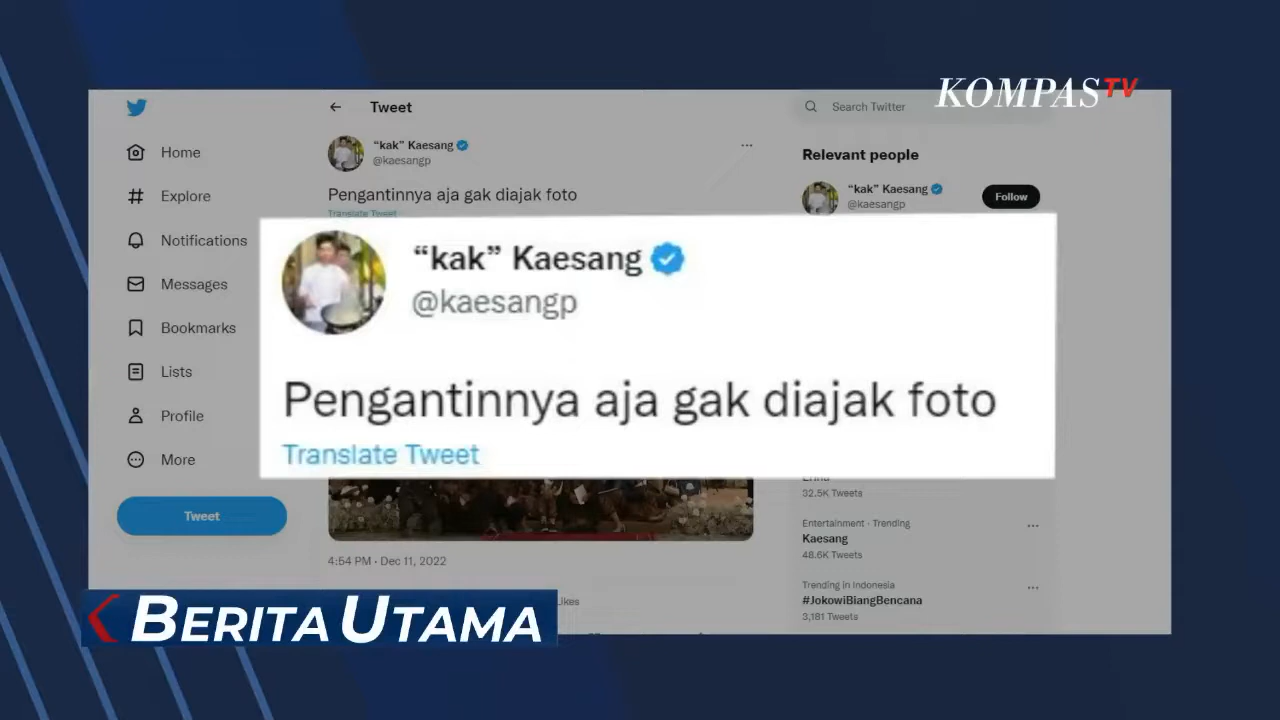 KOMPAS TV
Tweet
Search Twitter
Home
Explore
Notifications
Messages
Bookmarks
Lists
Profile
More
Tweet
“kak” Kaesang
@kaesangp
Pengantinnya aja gak diajak foto
Translate Tweet
Relevant people
“kak” Kaesang
@kaesangp
Follow
“kak” Kaesang
@kaesangp
Pengantinnya aja gak diajak foto
Translate Tweet
4:54 PM · Dec 11, 2022
Likes
32.5K Tweets
Entertainment · Trending
Kaesang
48.6K Tweets
Trending in Indonesia
#JokowiBiangBencana
3,181 Tweets
BERITA UTAMA